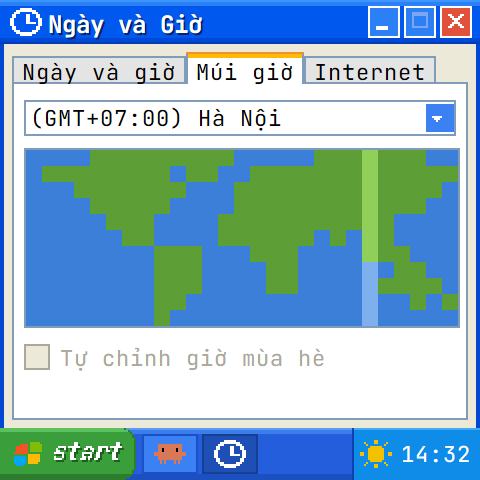 Ngày và Giờ
Ngày và giờ Múi giờ Internet
(GMT+07:00) Hà Nội
Tự chỉnh giờ mùa hè
start 14:32